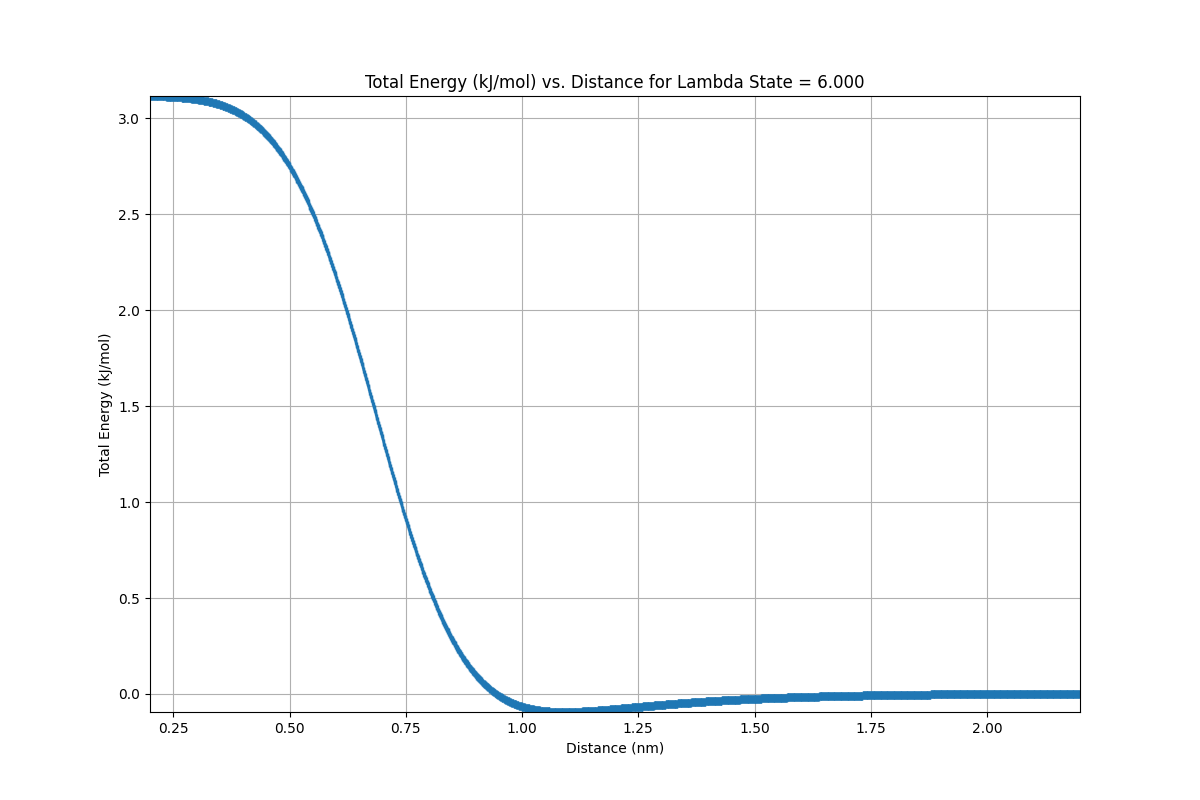 Total Energy (kJ/mol) vs. Distance for Lambda State = 6.000
Total Energy (kJ/mol)
3.0
2.5
2.0
1.5
1.0
0.5
0.0
0.25 0.50 0.75 1.00 1.25 1.50 1.75 2.00
Distance (nm)